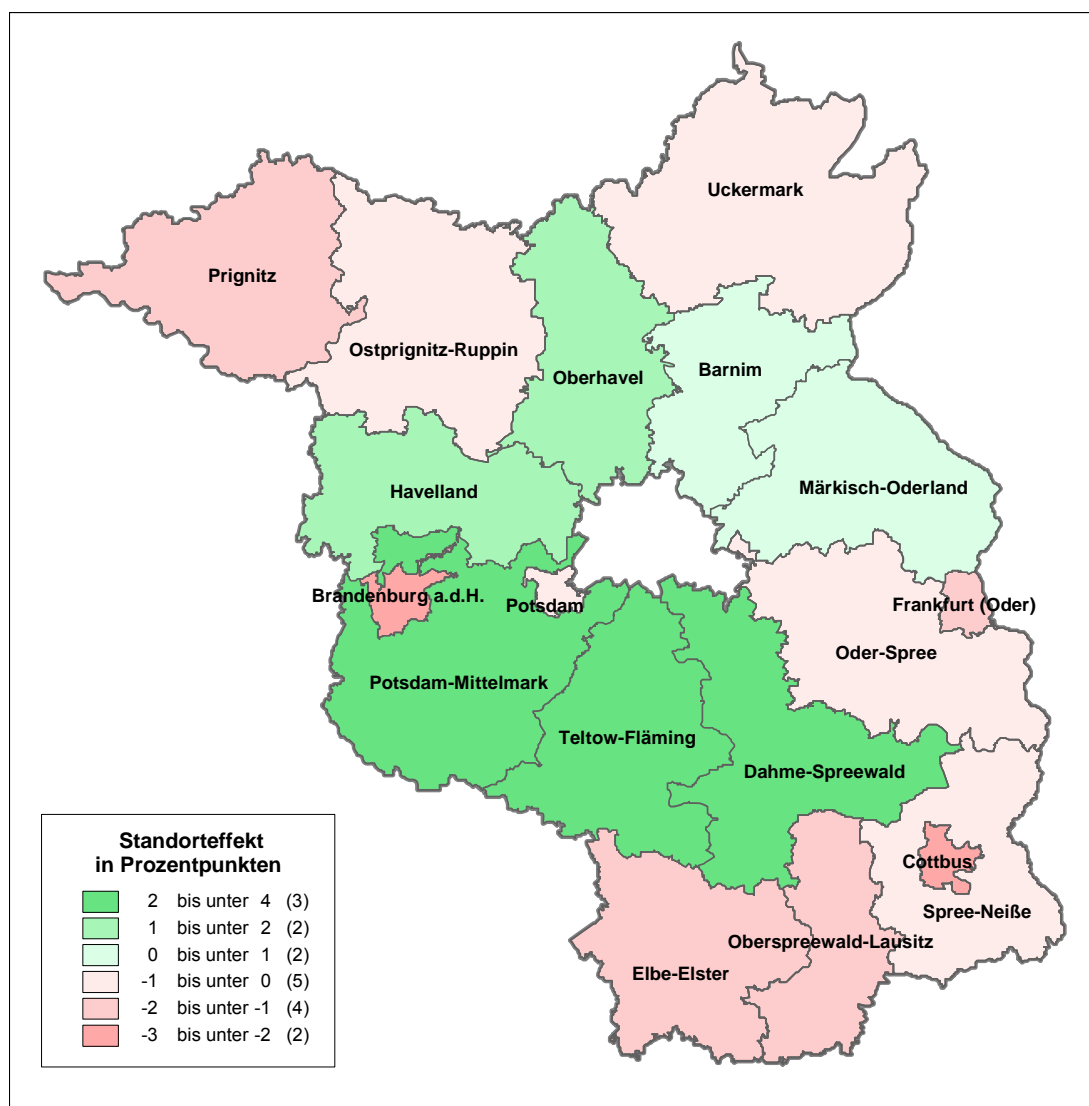 Uckermark
Prignitz
Ostprignitz-Ruppin
Oberhavel
Barnim
Havelland
Märkisch-Oderland
Brandenburg a.d.H.
Potsdam
Frankfurt (Oder)
Oder-Spree
Potsdam-Mittelmark
Teltow-Fläming
Dahme-Spreewald
Cottbus
Spree-Neiße
Oberspreewald-Lausitz
Elbe-Elster
Standorteffekt
in Prozentpunkten
2 bis unter 4 (3)
1 bis unter 2 (2)
0 bis unter 1 (2)
-1 bis unter 0 (5)
-2 bis unter -1 (4)
-3 bis unter -2 (2)